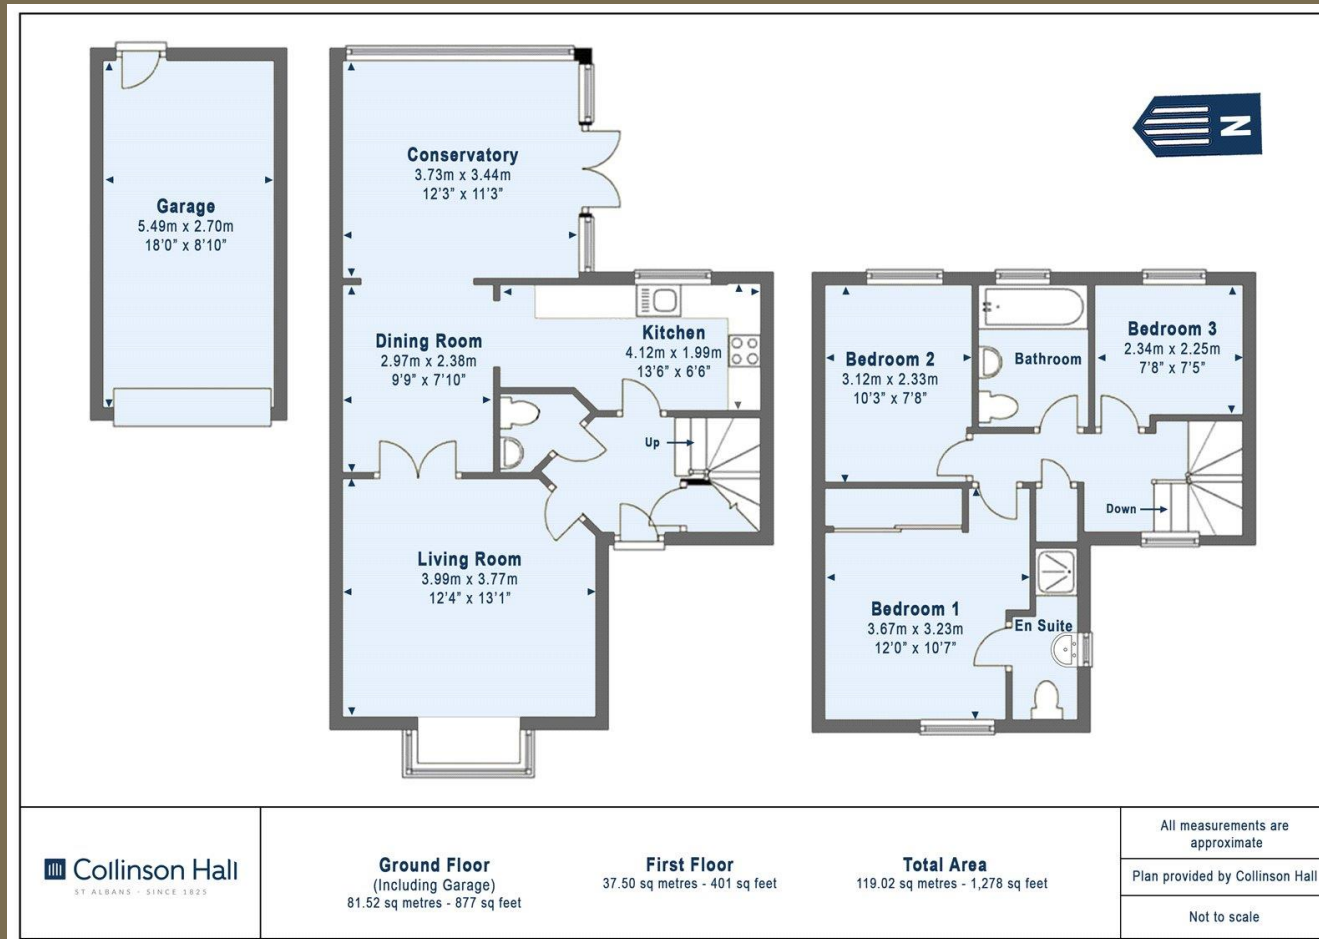 N
Conservatory
3.73m x 3.44m
12'3" x 11'3"
Garage
5.49m x 2.70m
18'0" x 8'10"
Dining Room
2.97m x 2.38m
9'9" x 7'10"
Kitchen
4.12m x 1.99m
13'6" x 6'6"
Up
Living Room
3.99m x 3.77m
12'4" x 13'1"
Bedroom 2
3.12m x 2.33m
10'3" x 7'8"
Bathroom
Bedroom 3
2.34m x 2.25m
7'8" x 7'5"
Down
Bedroom 1
3.67m x 3.23m
12'0" x 10'7"
En Suite
Collinson Hall
ST ALBANS - SINCE 1825
Ground Floor
(Including Garage)
81.52 sq metres - 877 sq feet
First Floor
37.50 sq metres - 401 sq feet
Total Area
119.02 sq metres - 1,278 sq feet
All measurements are
approximate
Plan provided by Collinson Hall
Not to scale